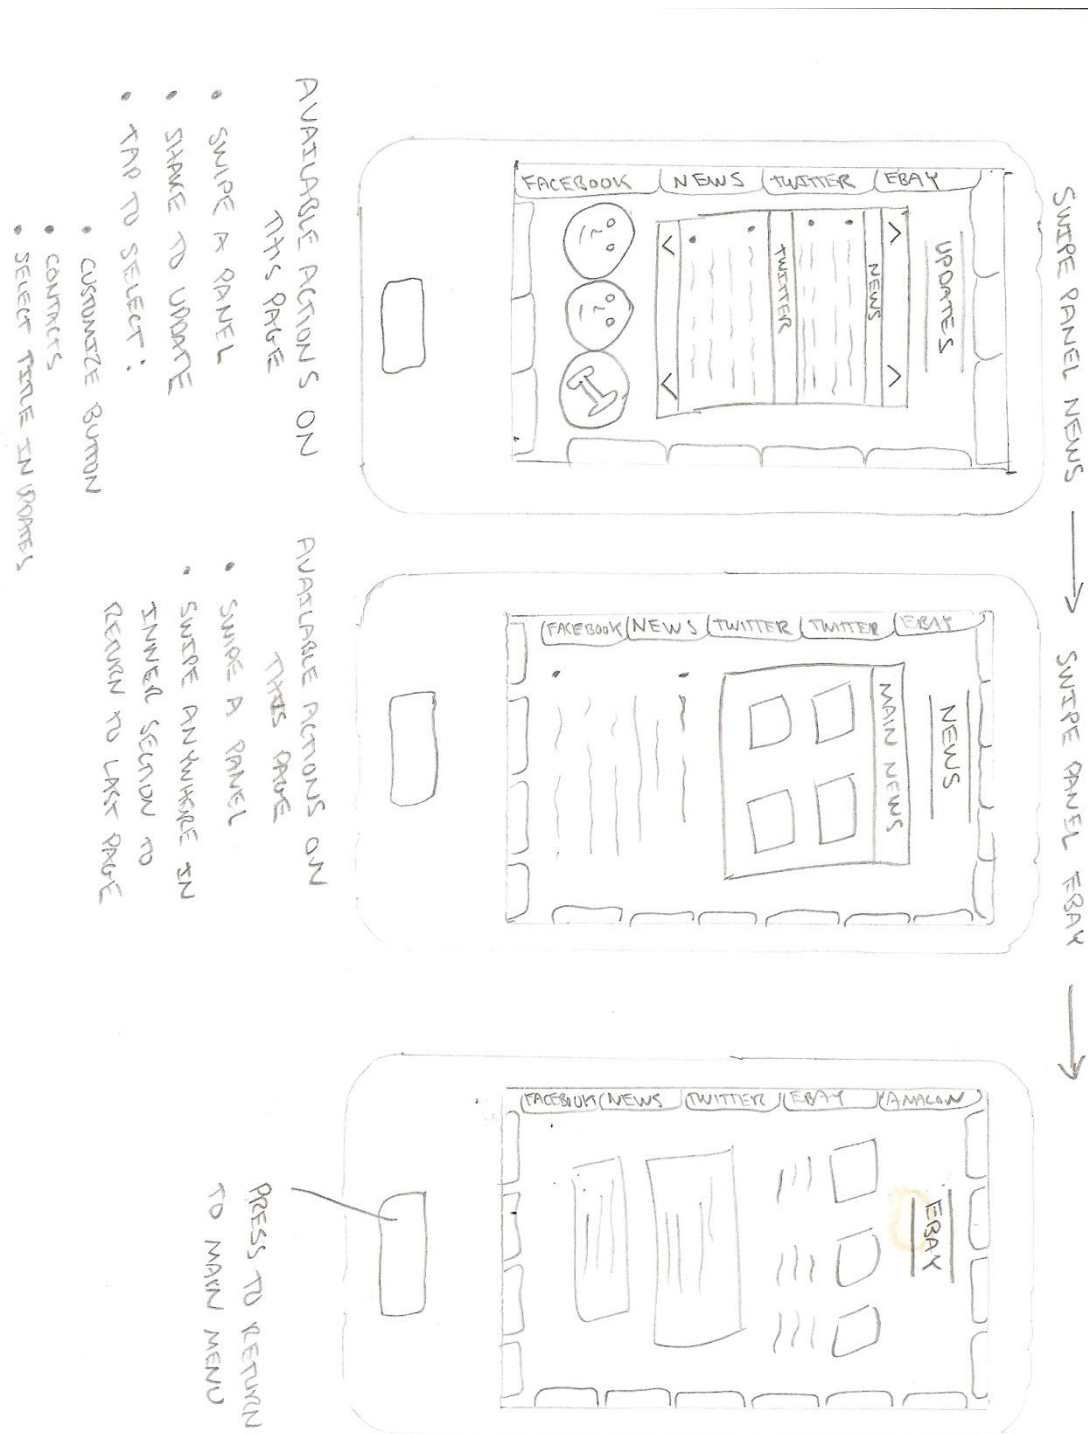 SWIPE PANEL NEWS → SWIPE PANEL EBAY →
FACEBOOK
NEWS
TWITTER
EBAY
UPDATES
NEWS
TWITTER
AVAILABLE ACTIONS ON
THIS PAGE
• SWIPE A PANEL
• SHAKE TO UPDATE
• TAP TO SELECT:
• CUSTOMIZE BUTTON
• CONTACTS
• SELECT TITLE IN UPDATES
FACEBOOK
NEWS
TWITTER
TWITTER
EBAY
NEWS
MAIN NEWS
AVAILABLE ACTIONS ON
THIS PAGE
• SWIPE A PANEL
• SWIPE ANYWHERE IN
INNER SECTION TO
RETURN TO LAST PAGE
FACEBOOK
NEWS
TWITTER
EBAY
AMAZON
EBAY
PRESS TO RETURN
TO MAIN MENU